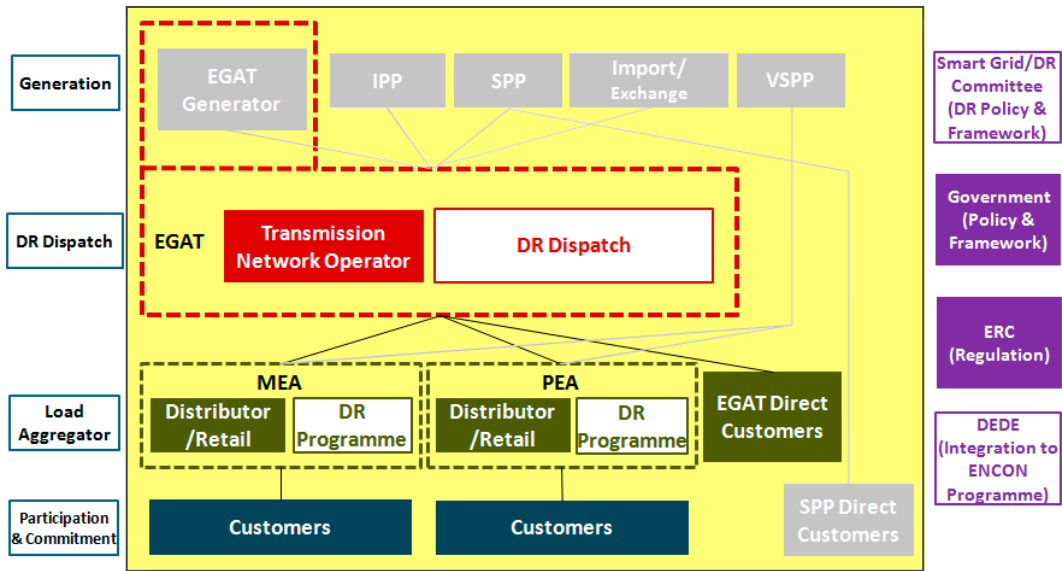 Generation
EGAT
Generator
IPP
SPP
Import/
Exchange
VSPP
Smart Grid/DR
Committee
(DR Policy &
Framework)
DR Dispatch
EGAT
Transmission
Network Operator
DR Dispatch
Government
(Policy &
Framework)
ERC
(Regulation)
Load
Aggregator
MEA
Distributor
/Retail
DR
Programme
PEA
Distributor
/Retail
DR
Programme
EGAT Direct
Customers
DEDE
(Integration to
ENCON
Programme)
Participation
& Commitment
Customers
Customers
SPP Direct
Customers